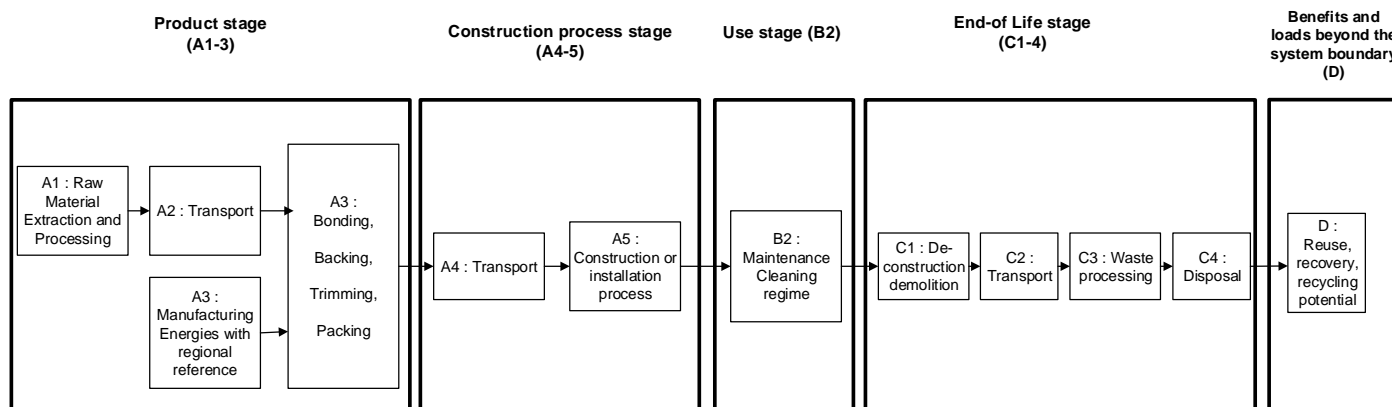 Product stage
(A1-3)
Construction process stage
(A4-5)
Use stage (B2)
End-of Life stage
(C1-4)
Benefits and
loads beyond the
system boundary
(D)
A1 : Raw
Material
Extraction and
Processing
A2 : Transport
A3 :
Manufacturing
Energies with
regional
reference
A3 :
Bonding,
Backing,
Trimming,
Packing
A4 : Transport
A5 :
Construction or
installation
process
B2 :
Maintenance
Cleaning
regime
C1 : De-
construction
demolition
C2 :
Transport
C3 : Waste
processing
C4 :
Disposal
D :
Reuse,
recovery,
recycling
potential